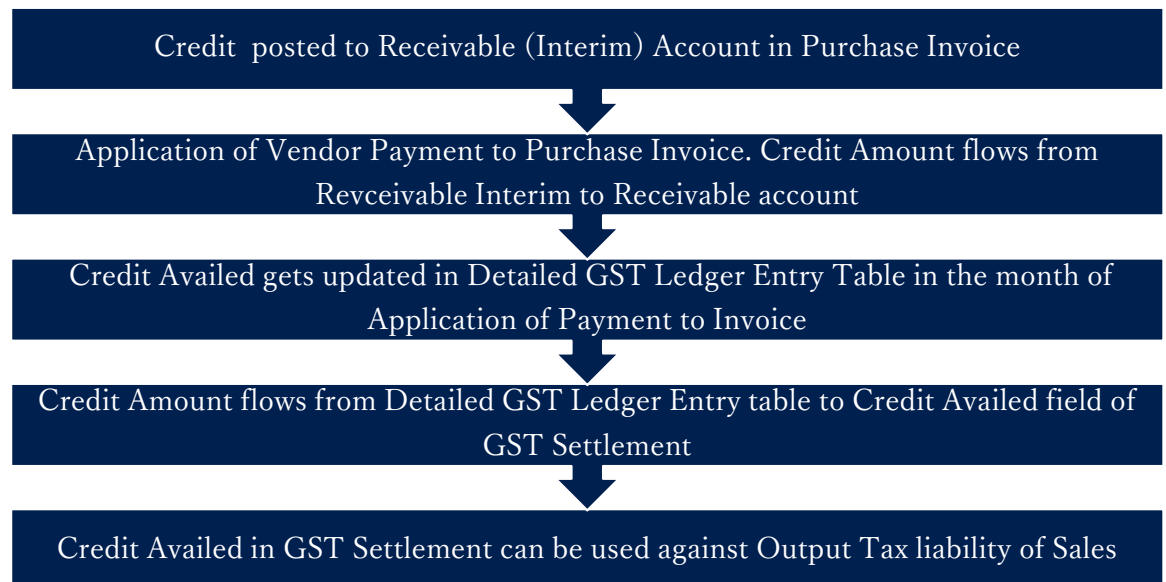 Credit  posted to Receivable (Interim) Account in Purchase Invoice
Application of Vendor Payment to Purchase Invoice. Credit Amount flows from
Revceivable Interim to Receivable account
Credit Availed gets updated in Detailed GST Ledger Entry Table in the month of
Application of Payment to Invoice
Credit Amount flows from Detailed GST Ledger Entry table to Credit Availed field of
GST Settlement
Credit Availed in GST Settlement can be used against Output Tax liability of Sales